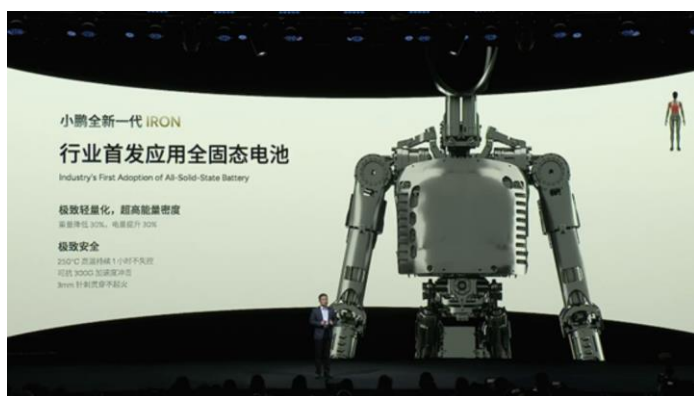 小鹏全新一代 IRON
行业首发应用全固态电池
Industry's First Adoption of All-Solid-State Battery
极致轻量化，超高能量密度
重量降低 30%，电量提升 30%
极致安全
250°C 高温持续 1 小时不失控
可抗 300G 加速度冲击
3mm 针刺贯穿不起火